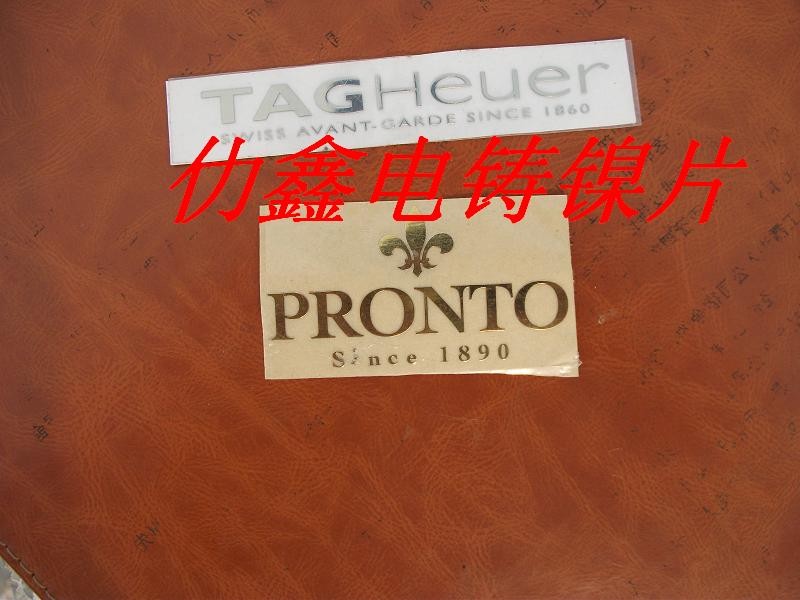 TAGHeuer
SWISS AVANT-GARDE SINCE 1860
仂鑫电铸镍片
PRONTO
Since 1890